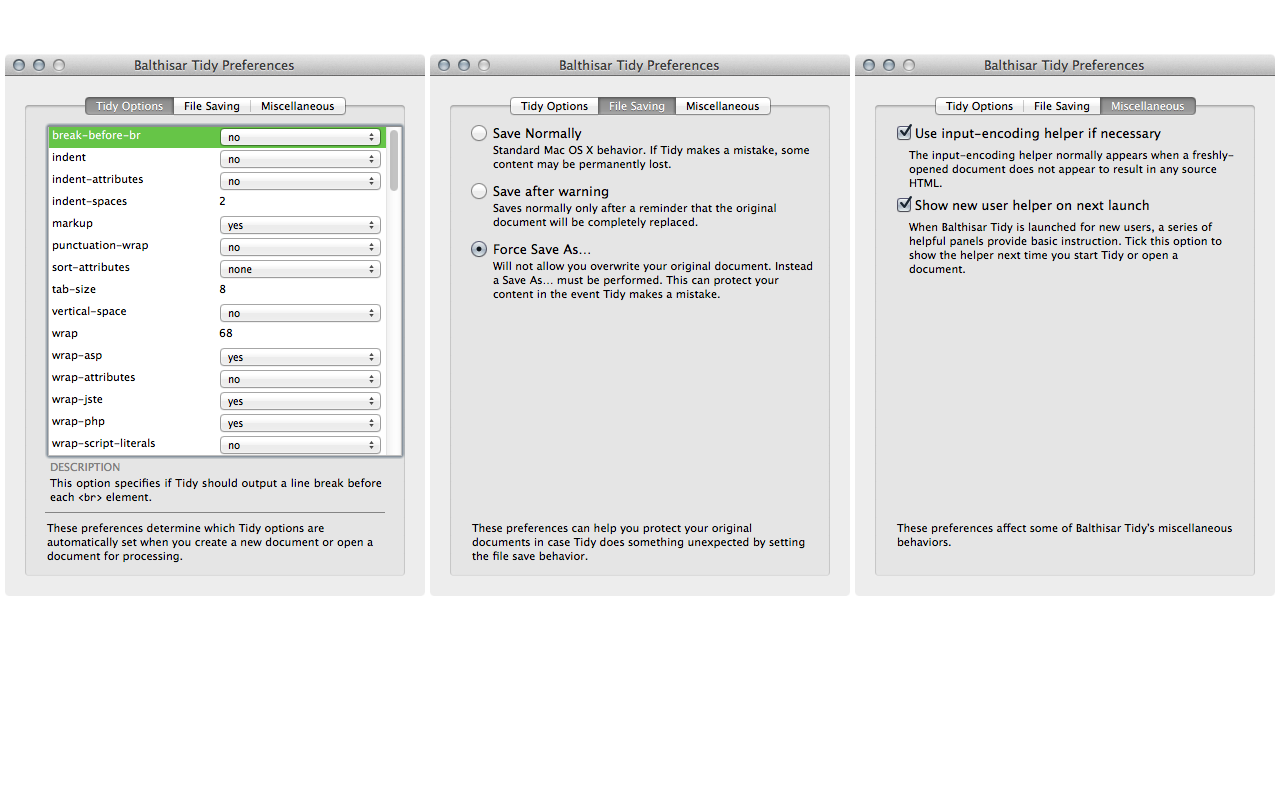 Balthisar Tidy Preferences
Tidy Options File Saving Miscellaneous
break-before-br no
indent no
indent-attributes no
indent-spaces 2
markup yes
punctuation-wrap no
sort-attributes none
tab-size 8
vertical-space no
wrap 68
wrap-asp yes
wrap-attributes no
wrap-jste yes
wrap-php yes
wrap-script-literals no
DESCRIPTION
This option specifies if Tidy should output a line break before
each <br> element.
These preferences determine which Tidy options are
automatically set when you create a new document or open a
document for processing.
Balthisar Tidy Preferences
Tidy Options File Saving Miscellaneous
Save Normally
Standard Mac OS X behavior. If Tidy makes a mistake, some
content may be permanently lost.
Save after warning
Saves normally only after a reminder that the original
document will be completely replaced.
Force Save As...
Will not allow you overwrite your original document. Instead
a Save As... must be performed. This can protect your
content in the event Tidy makes a mistake.
These preferences can help you protect your original
documents in case Tidy does something unexpected by setting
the file save behavior.
Balthisar Tidy Preferences
Tidy Options File Saving Miscellaneous
Use input-encoding helper if necessary
The input-encoding helper normally appears when a freshly-
opened document does not appear to result in any source
HTML.
Show new user helper on next launch
When Balthisar Tidy is launched for new users, a series of
helpful panels provide basic instruction. Tick this option to
show the helper next time you start Tidy or open a
document.
These preferences affect some of Balthisar Tidy's miscellaneous
behaviors.